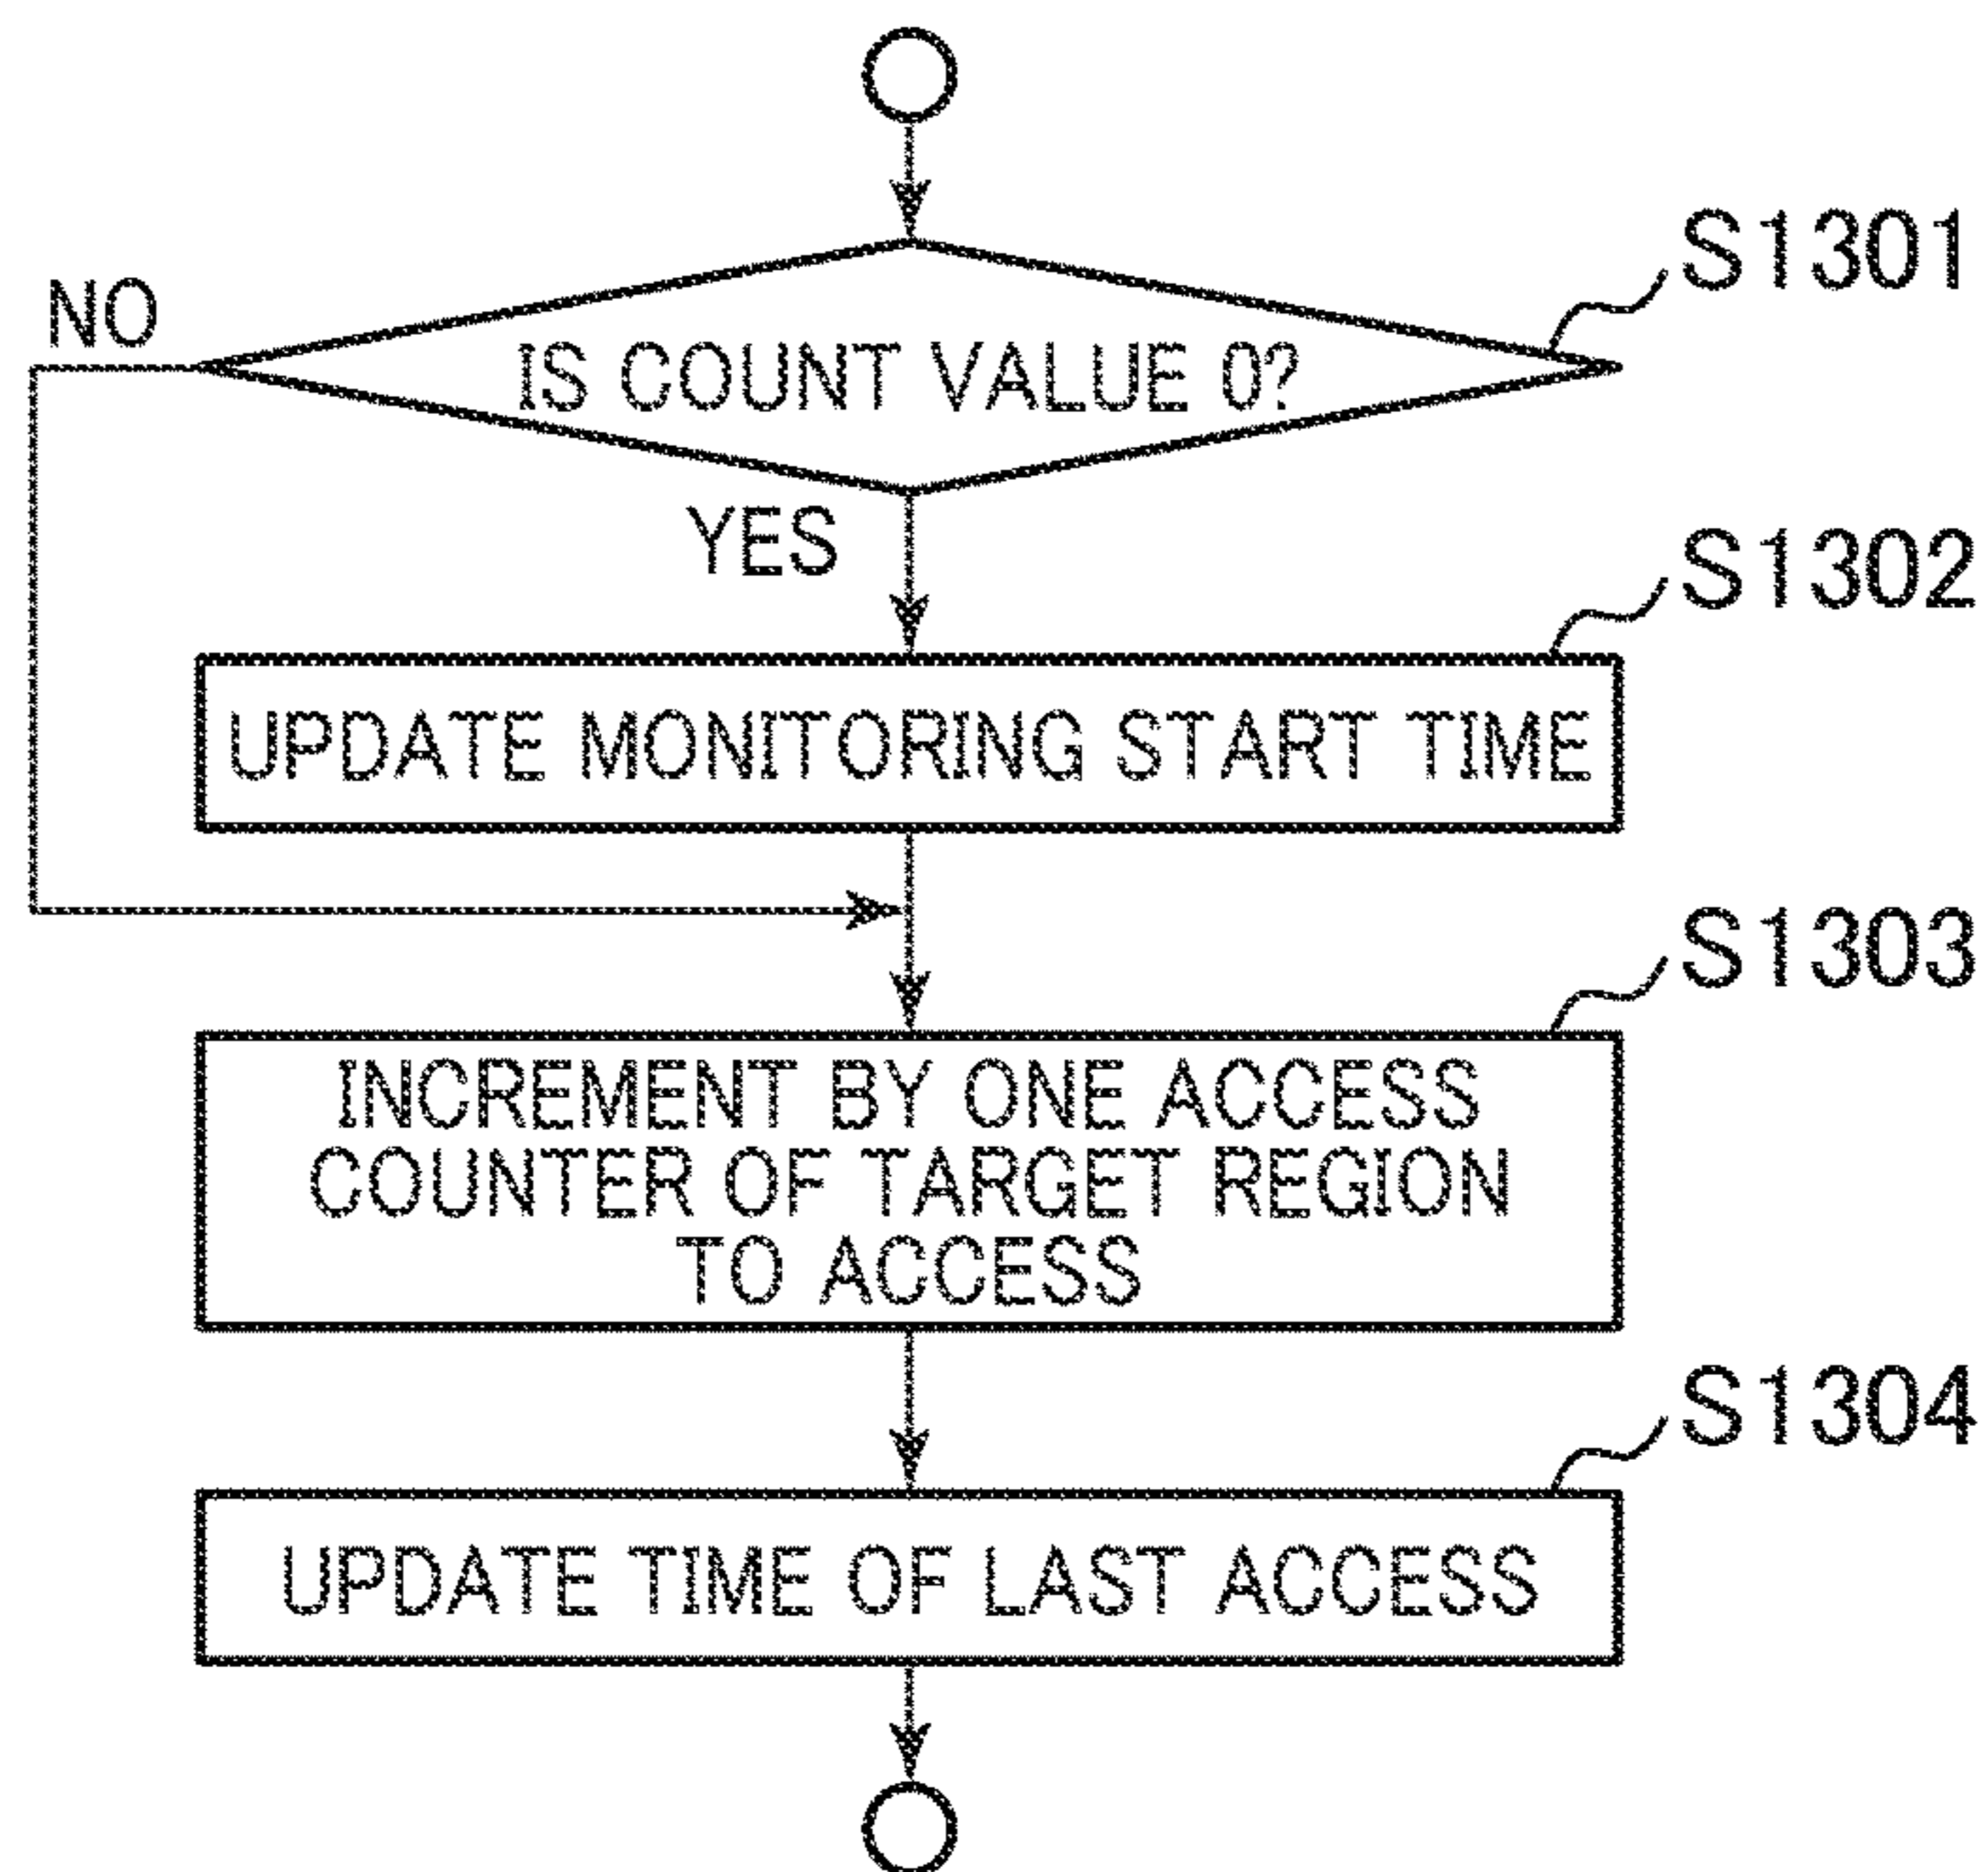 S1301
NO
IS COUNT VALUE 0?
YES
S1302
UPDATE MONITORING START TIME
S1303
INCREMENT BY ONE ACCESS
COUNTER OF TARGET REGION
TO ACCESS
S1304
UPDATE TIME OF LAST ACCESS